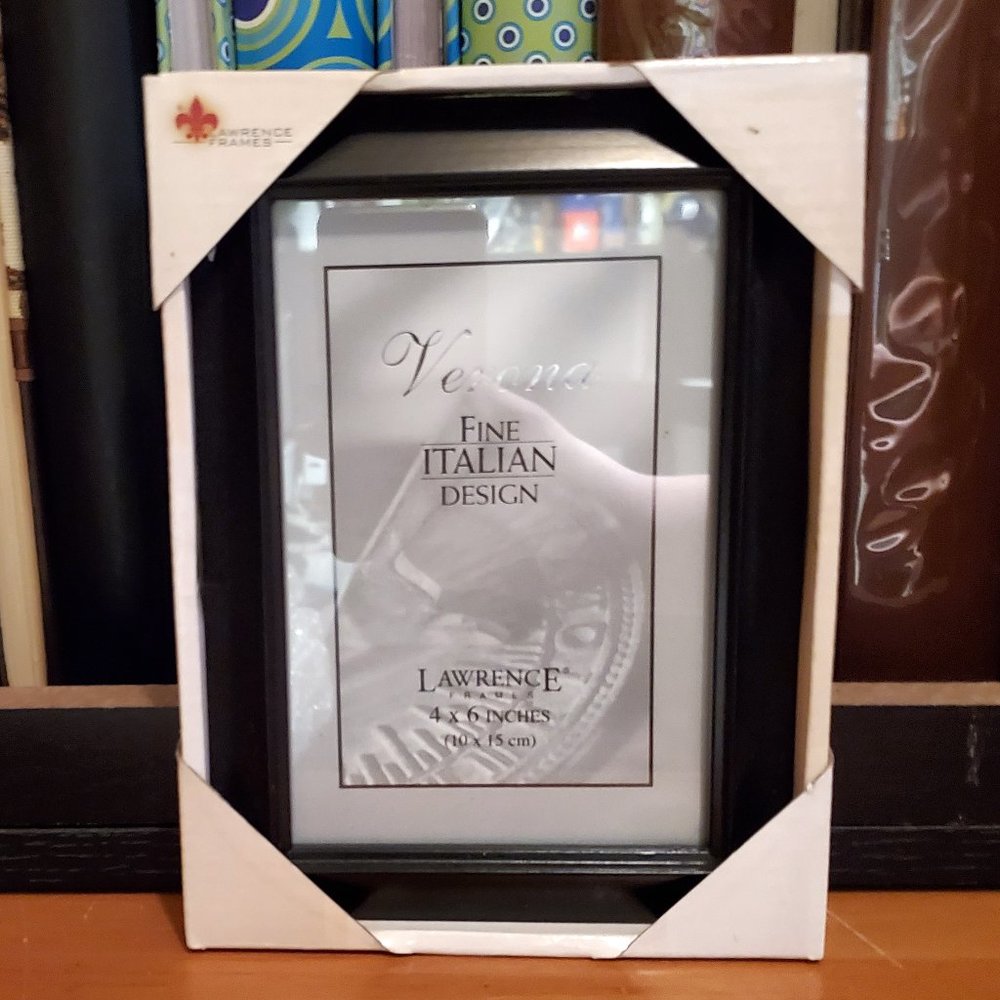 LAWRENCE
FRAMES
Verona
FINE
ITALIAN
DESIGN
LAWRENCE®
FRAMES
4 x 6 INCHES
(10 x 15 cm)